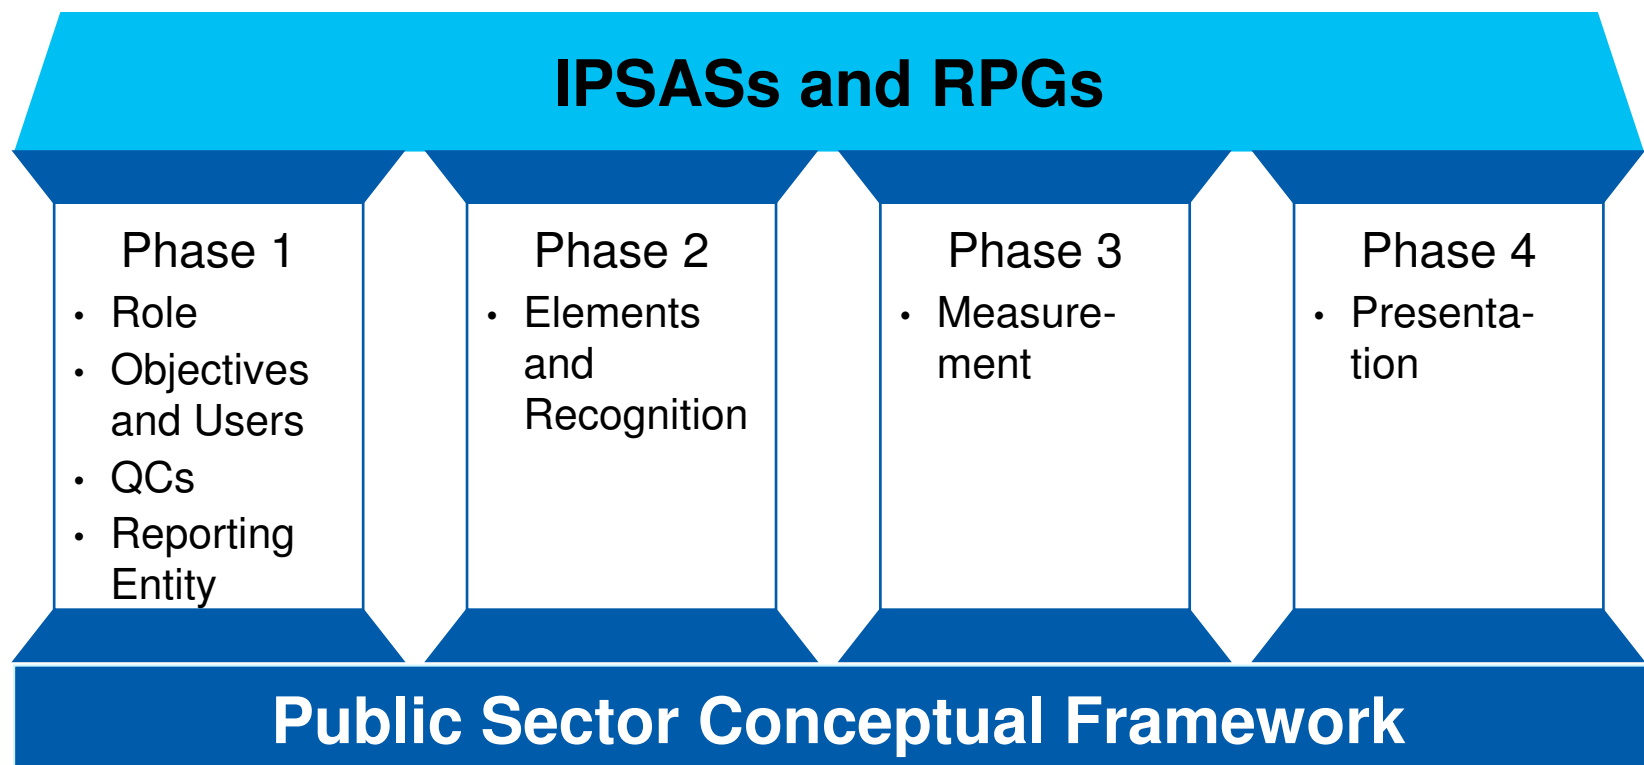 IPSASs and RPGs
Phase 1
• Role
• Objectives
and Users
• QCs
• Reporting
Entity
Phase 2
• Elements
and
Recognition
Phase 3
• Measure-
ment
Phase 4
• Presenta-
tion
Public Sector Conceptual Framework